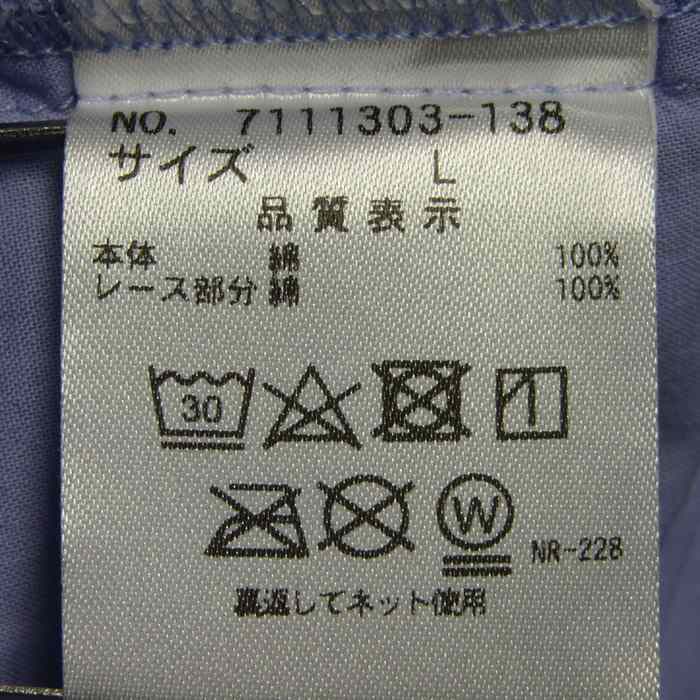 NO. 7111303-138
サイズ L
品質表示
本体 綿 100%
レース部分 綿 100%
30
W
NR-228
裏返してネット使用